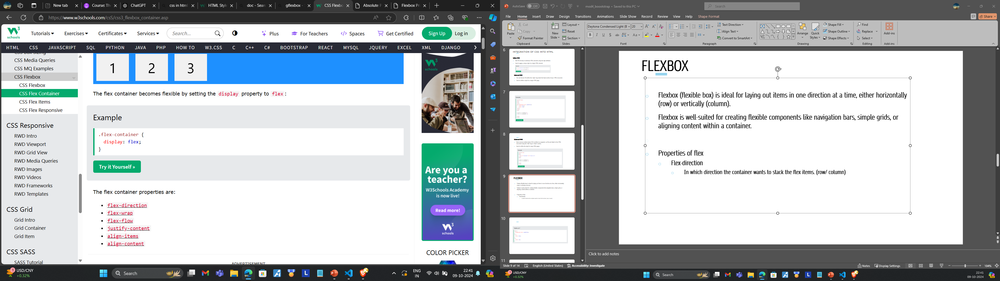 New tab
Course: Th
ChatGPT
css in html
HTML Style
doc - Searc
gflexbox -
CSS Flexbo
Absolute P
Flexbox Pr
https://www.w3schools.com/csS/css3_flexbox_container.asp
W3 schools
Tutorials
Exercises
Certificates
Services
Search...
Plus
For Teachers
Spaces
Get Certified
Sign Up
Log in
HTML CSS JAVASCRIPT SQL PYTHON JAVA PHP HOW TO W3.CSS C C++ C# BOOTSTRAP REACT MYSQL JQUERY EXCEL XML DJANGO
CSS Box Sizing
CSS Media Queries
CSS MQ Examples
CSS Flexbox
CSS Flexbox
CSS Flex Container
CSS Flex Items
CSS Flex Responsive
CSS Responsive
RWD Intro
RWD Viewport
RWD Grid View
RWD Media Queries
RWD Images
RWD Videos
RWD Frameworks
RWD Templates
CSS Grid
Grid Intro
Grid Container
Grid Item
CSS SASS
SASS Tutorial
1 2 3
The flex container becomes flexible by setting the display property to flex:
Example
.flex-container {
display: flex;
}
Try it Yourself »
The flex container properties are:
flex-direction
flex-wrap
flex-flow
justify-content
align-items
align-content
ADVERTISEMENT
W3 schools
Are you a
teacher?
W3Schools Academy
is now live!
Read more!
W3
schools
COLOR PICKER
1
USD/CNY
+0.32%
Search
ENG
IN
22:41
09-10-2024
AutoSave Off
mod4_boootstrap • Saved to this PC
Search
File Home Insert Draw Design Transitions Animations Slide Show Record Review View Help Shape Format
Share
Paste
Cut
Copy
Format Painter
Clipboard
New
Slide
Layout
Reset
Section
Slides
Daytona Condensed Light (B
20
Font
Text Direction
Align Text
Convert to SmartArt
Paragraph
Arrange
Quick
Styles
Shape Fill
Shape Outline
Shape Effects
Drawing
Find
Replace
Select
Editing
Add-ins
Add-ins
6
INTEGRATION OF CSS INTO HTML
7
8
External CSS
9
FLEXBOX
10
11
FLEXBOX
Flexbox (flexible box) is ideal for laying out items in one direction at a time, either horizontally
(row) or vertically (column).
Flexbox is well-suited for creating flexible components like navigation bars, simple grids, or
aligning content within a container.
Properties of flex
Flex-direction
In which direction the container wants to stack the flex items. (row/ column)
Click to add notes
Slide 9 of 14
English (United States)
Accessibility: Investigate
Notes
Display Settings
104%
1
USD/CNY
+0.32%
Search
22:41
09-10-2024